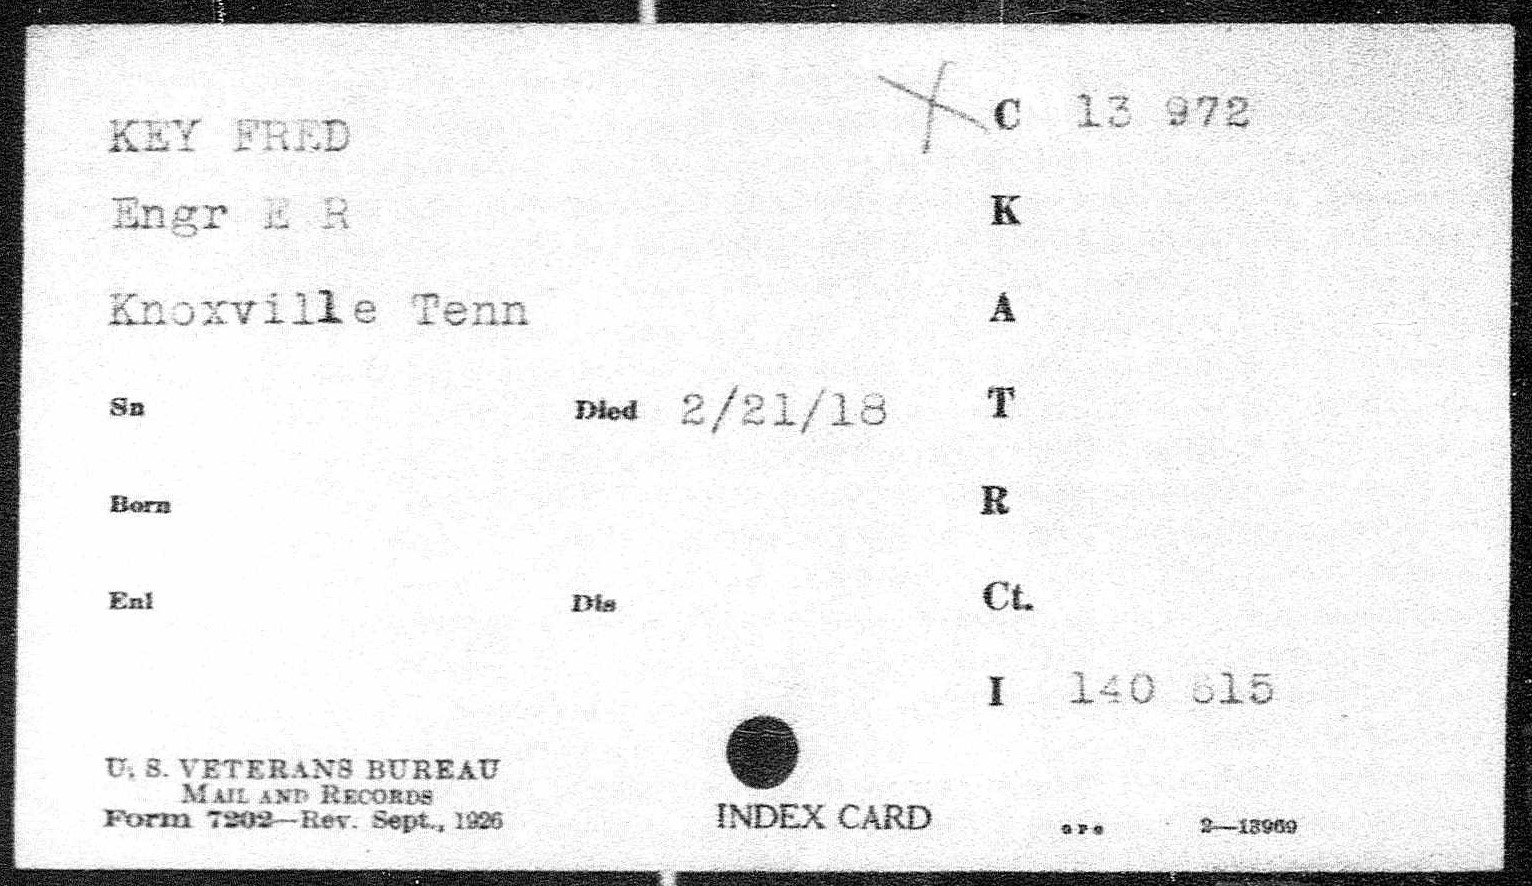 KEY FRED
C 13 972
Engr E R
K
Knoxville Tenn
A
Sn
Died 2/21/18
T
Born
R
Enl
Dis
Ct.
I 140 615
U. S. VETERANS BUREAU
MAIL AND RECORDS
Form 7202—Rev. Sept., 1926
INDEX CARD
GPO
2—13969